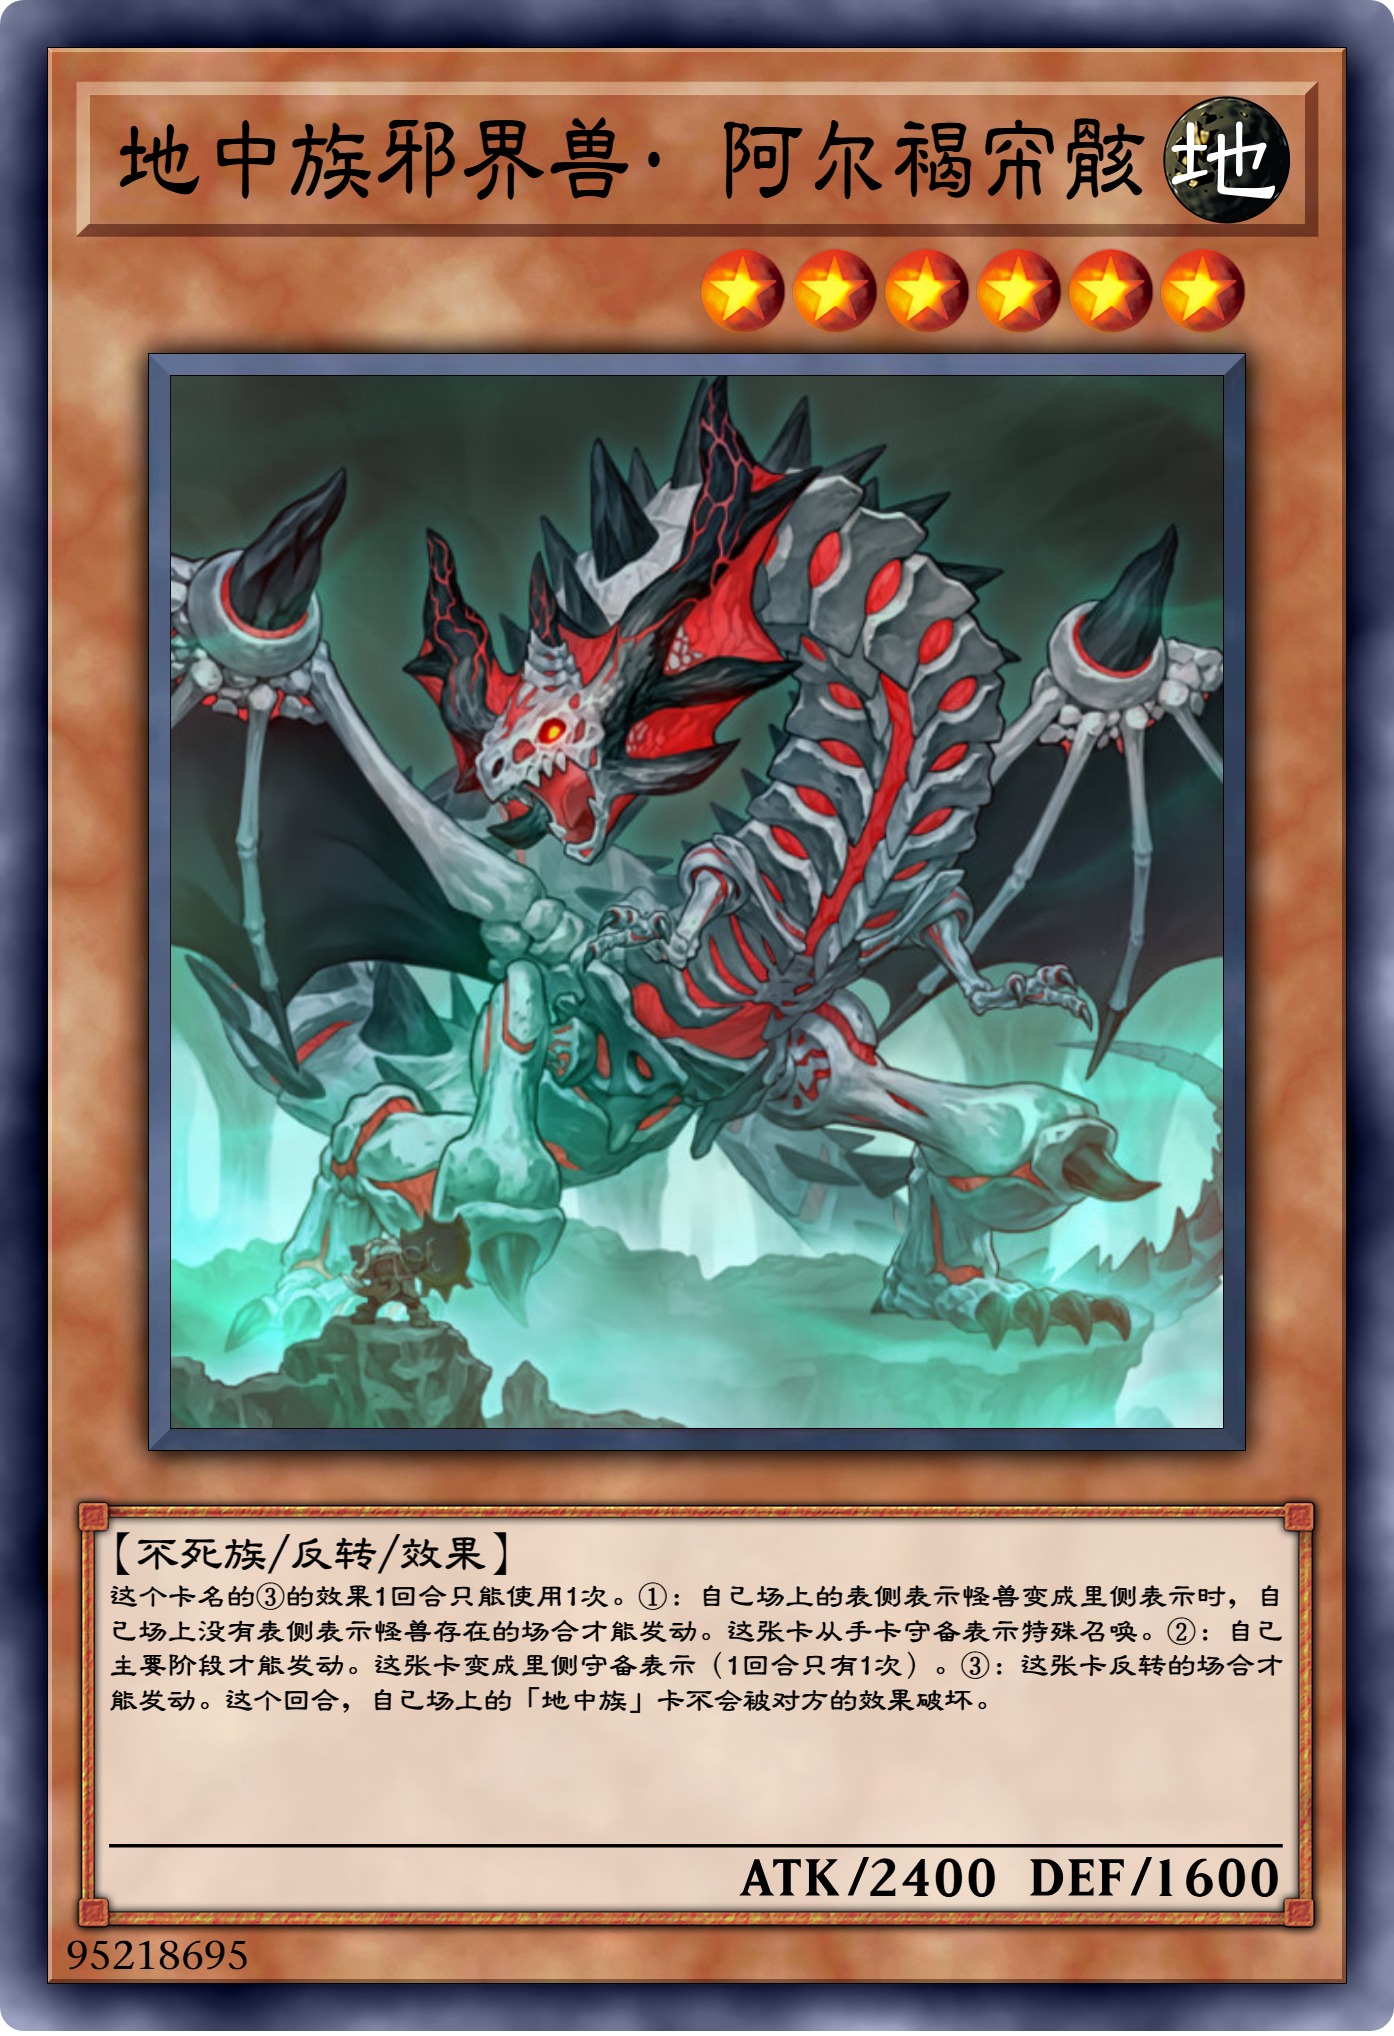 地中族邪界兽·阿尔褐帘骸 地
【不死族/反转/效果】
这个卡名的③的效果1回合只能使用1次。①：自己场上的表侧表示怪兽变成里侧表示时，自
己场上没有表侧表示怪兽存在的场合才能发动。这张卡从手卡守备表示特殊召唤。②：自己
主要阶段才能发动。这张卡变成里侧守备表示（1回合只有1次）。③：这张卡反转的场合才
能发动。这个回合，自己场上的「地中族」卡不会被对方的效果破坏。
ATK/2400 DEF/1600
95218695